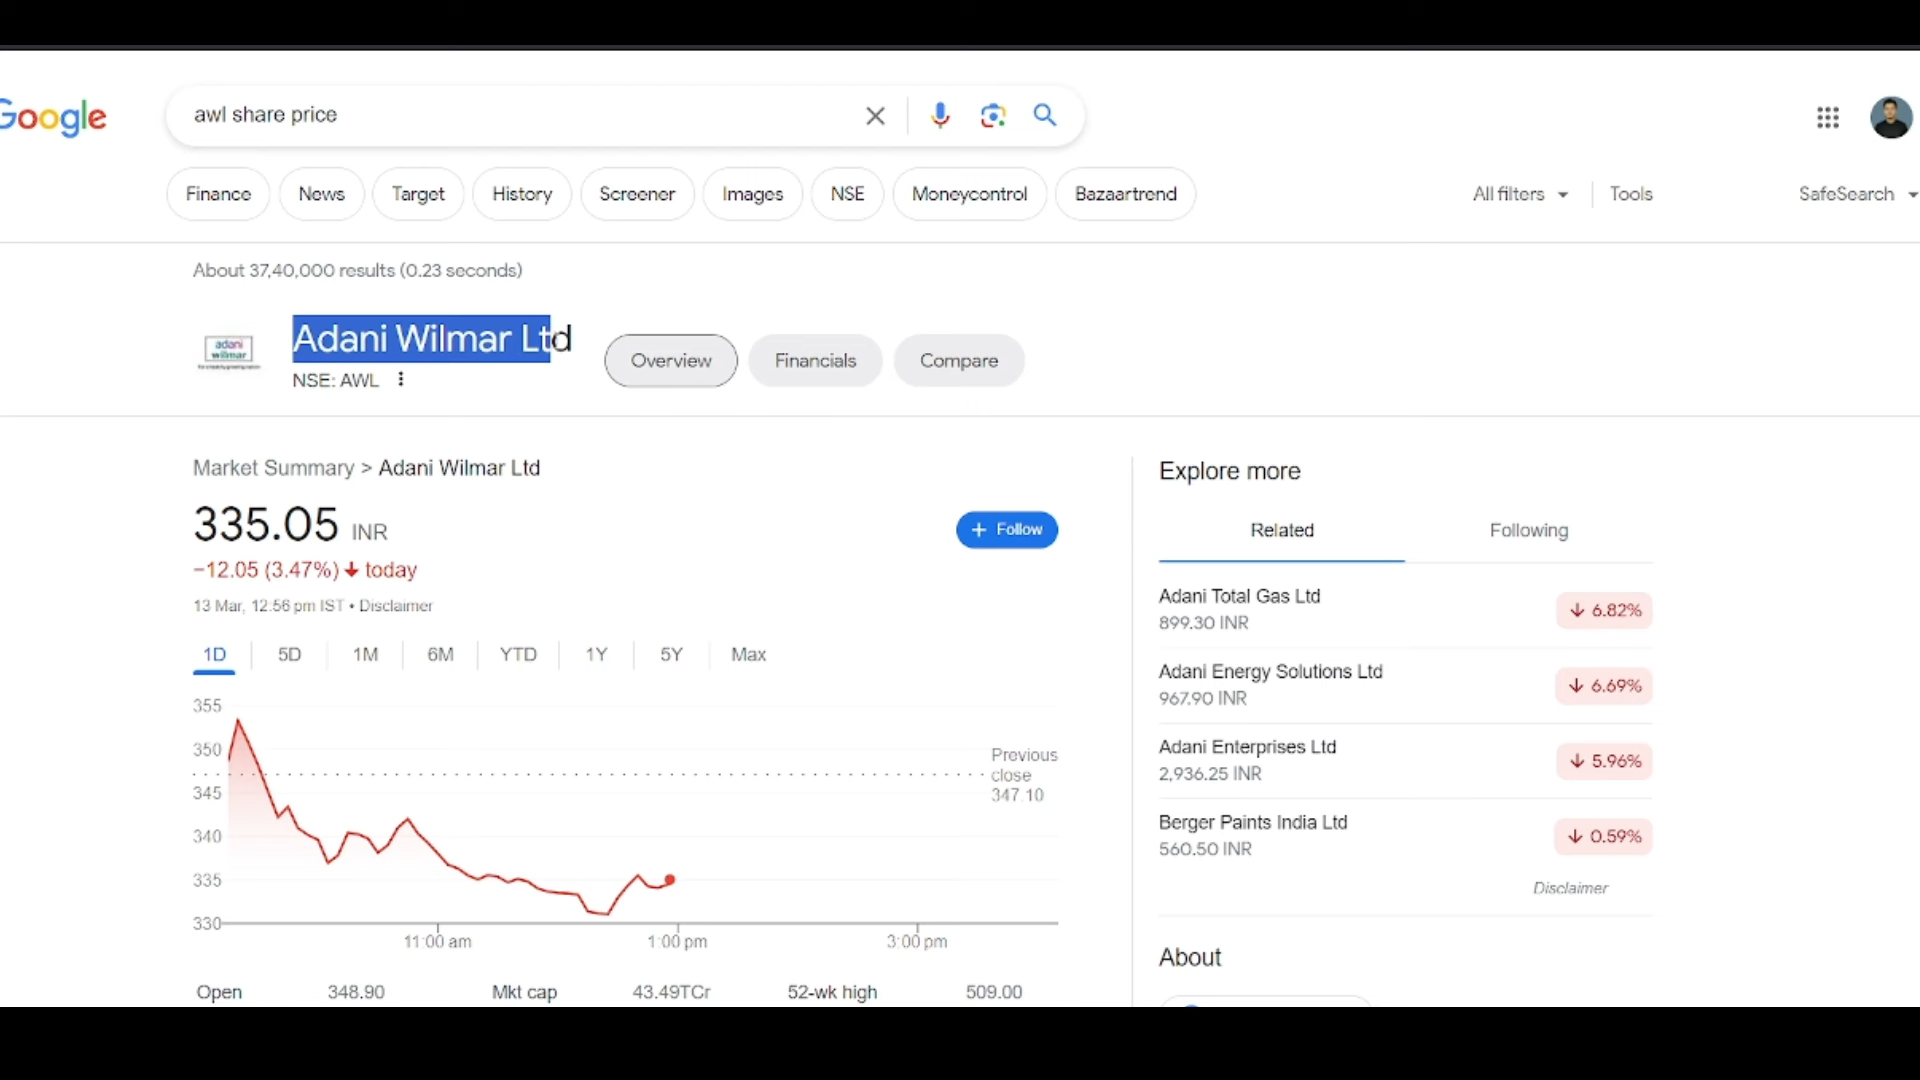 Google
awl share price
Finance News Target History Screener Images NSE Moneycontrol Bazaartrend All filters Tools SafeSearch
About 37,40,000 results (0.23 seconds)
adani
wilmar
Adani Wilmar Ltd
NSE: AWL
Overview Financials Compare
Market Summary > Adani Wilmar Ltd
335.05 INR
+ Follow
−12.05 (3.47%) today
13 Mar, 12:56 pm IST • Disclaimer
1D 5D 1M 6M YTD 1Y 5Y Max
355
350
345
340
335
330
Previous
close
347.10
11:00 am 1:00 pm 3:00 pm
Open 348.90 Mkt cap 43.49TCr 52-wk high 509.00
Explore more
Related Following
Adani Total Gas Ltd
899.30 INR
6.82%
Adani Energy Solutions Ltd
967.90 INR
6.69%
Adani Enterprises Ltd
2,936.25 INR
5.96%
Berger Paints India Ltd
560.50 INR
0.59%
Disclaimer
About